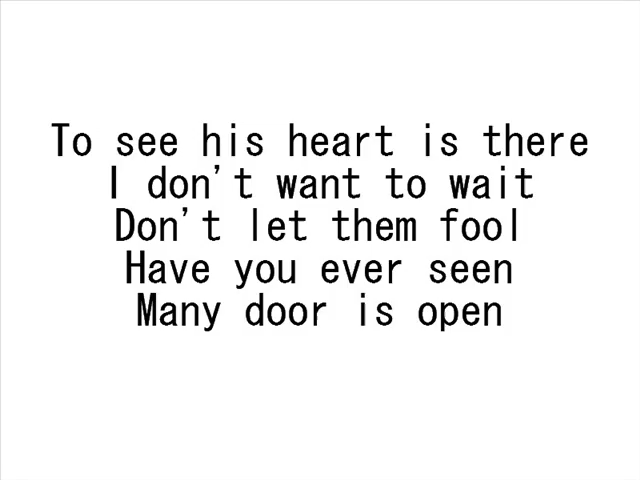 To see his heart is there
I don't want to wait
Don't let them fool
Have you ever seen
Many door is open